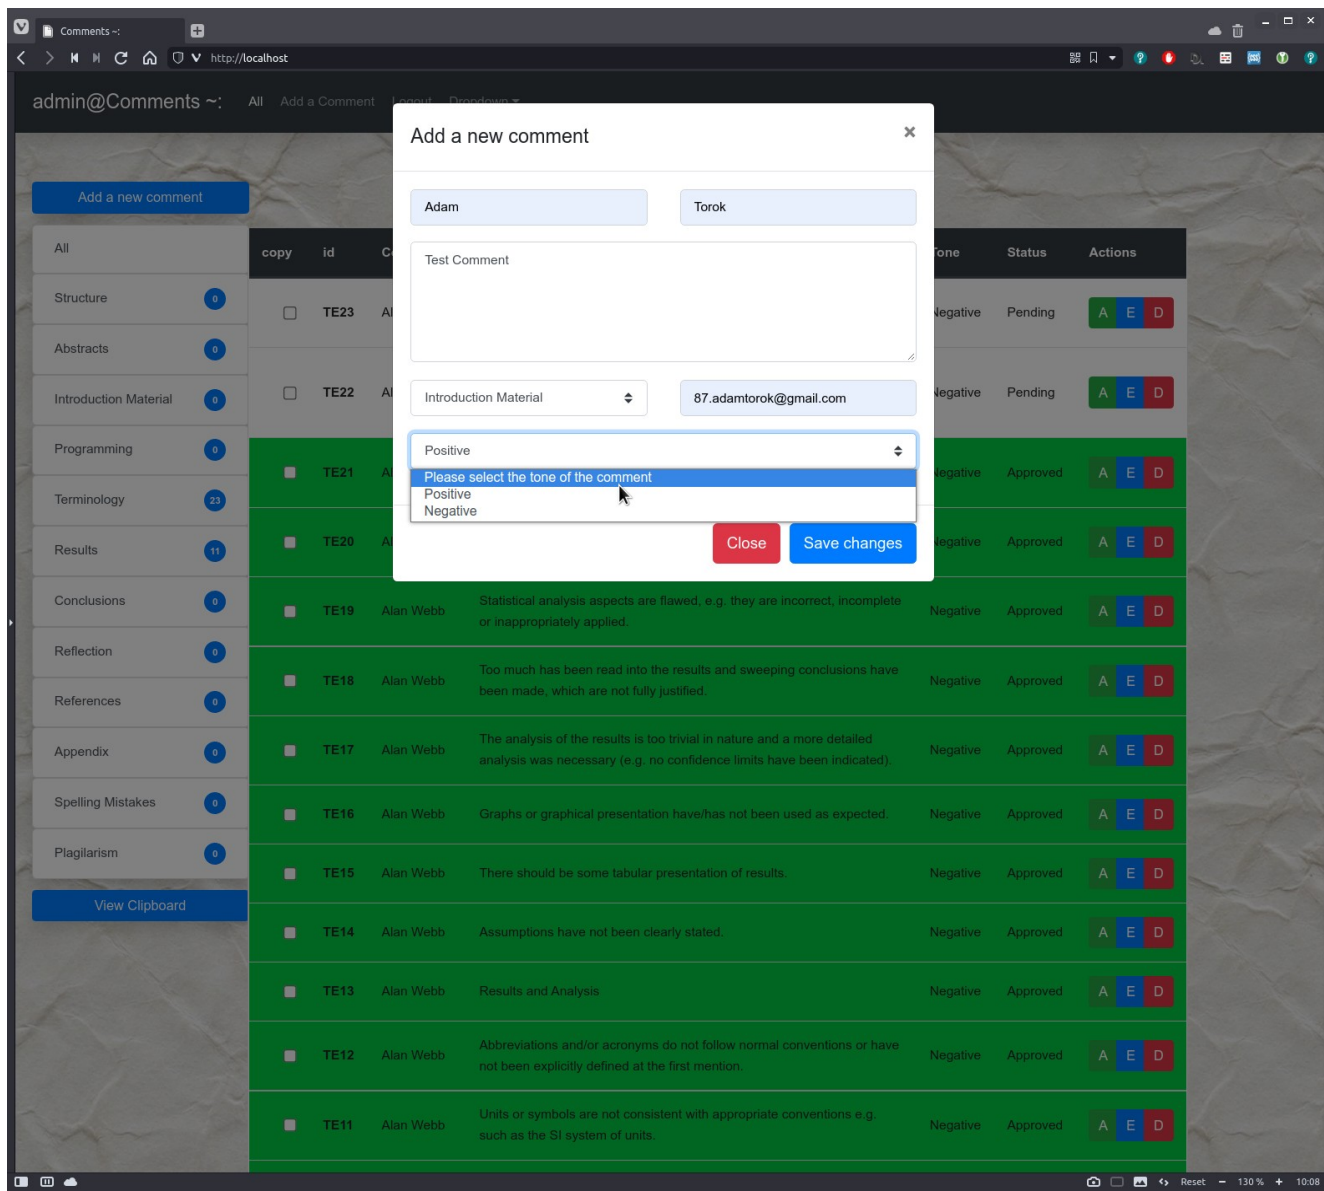 Comments ~:
http://localhost
admin@Comments ~: All Add a Comment Logout Dropdown
Add a new comment
×
Adam Torok
Test Comment
Introduction Material 87.adamtorok@gmail.com
Positive
Please select the tone of the comment
Positive
Negative
Close Save changes
Add a new comment
All
Structure 0
Abstracts 0
Introduction Material 0
Programming 0
Terminology 23
Results 11
Conclusions 0
Reflection 0
References 0
Appendix 0
Spelling Mistakes 0
Plagilarism 0
View Clipboard
copy id Tone Status Actions
TE23 Negative Pending A E D
TE22 Negative Pending A E D
TE21 Negative Approved A E D
TE20 Negative Approved A E D
TE19 Alan Webb Statistical analysis aspects are flawed, e.g. they are incorrect, incomplete
or inappropriately applied. Negative Approved A E D
TE18 Alan Webb Too much has been read into the results and sweeping conclusions have
been made, which are not fully justified. Negative Approved A E D
TE17 Alan Webb The analysis of the results is too trivial in nature and a more detailed
analysis was necessary (e.g. no confidence limits have been indicated). Negative Approved A E D
TE16 Alan Webb Graphs or graphical presentation have/has not been used as expected. Negative Approved A E D
TE15 Alan Webb There should be some tabular presentation of results. Negative Approved A E D
TE14 Alan Webb Assumptions have not been clearly stated. Negative Approved A E D
TE13 Alan Webb Results and Analysis Negative Approved A E D
TE12 Alan Webb Abbreviations and/or acronyms do not follow normal conventions or have
not been explicitly defined at the first mention. Negative Approved A E D
TE11 Alan Webb Units or symbols are not consistent with appropriate conventions e.g.
such as the SI system of units. Negative Approved A E D
Reset − 130 % + 10:08